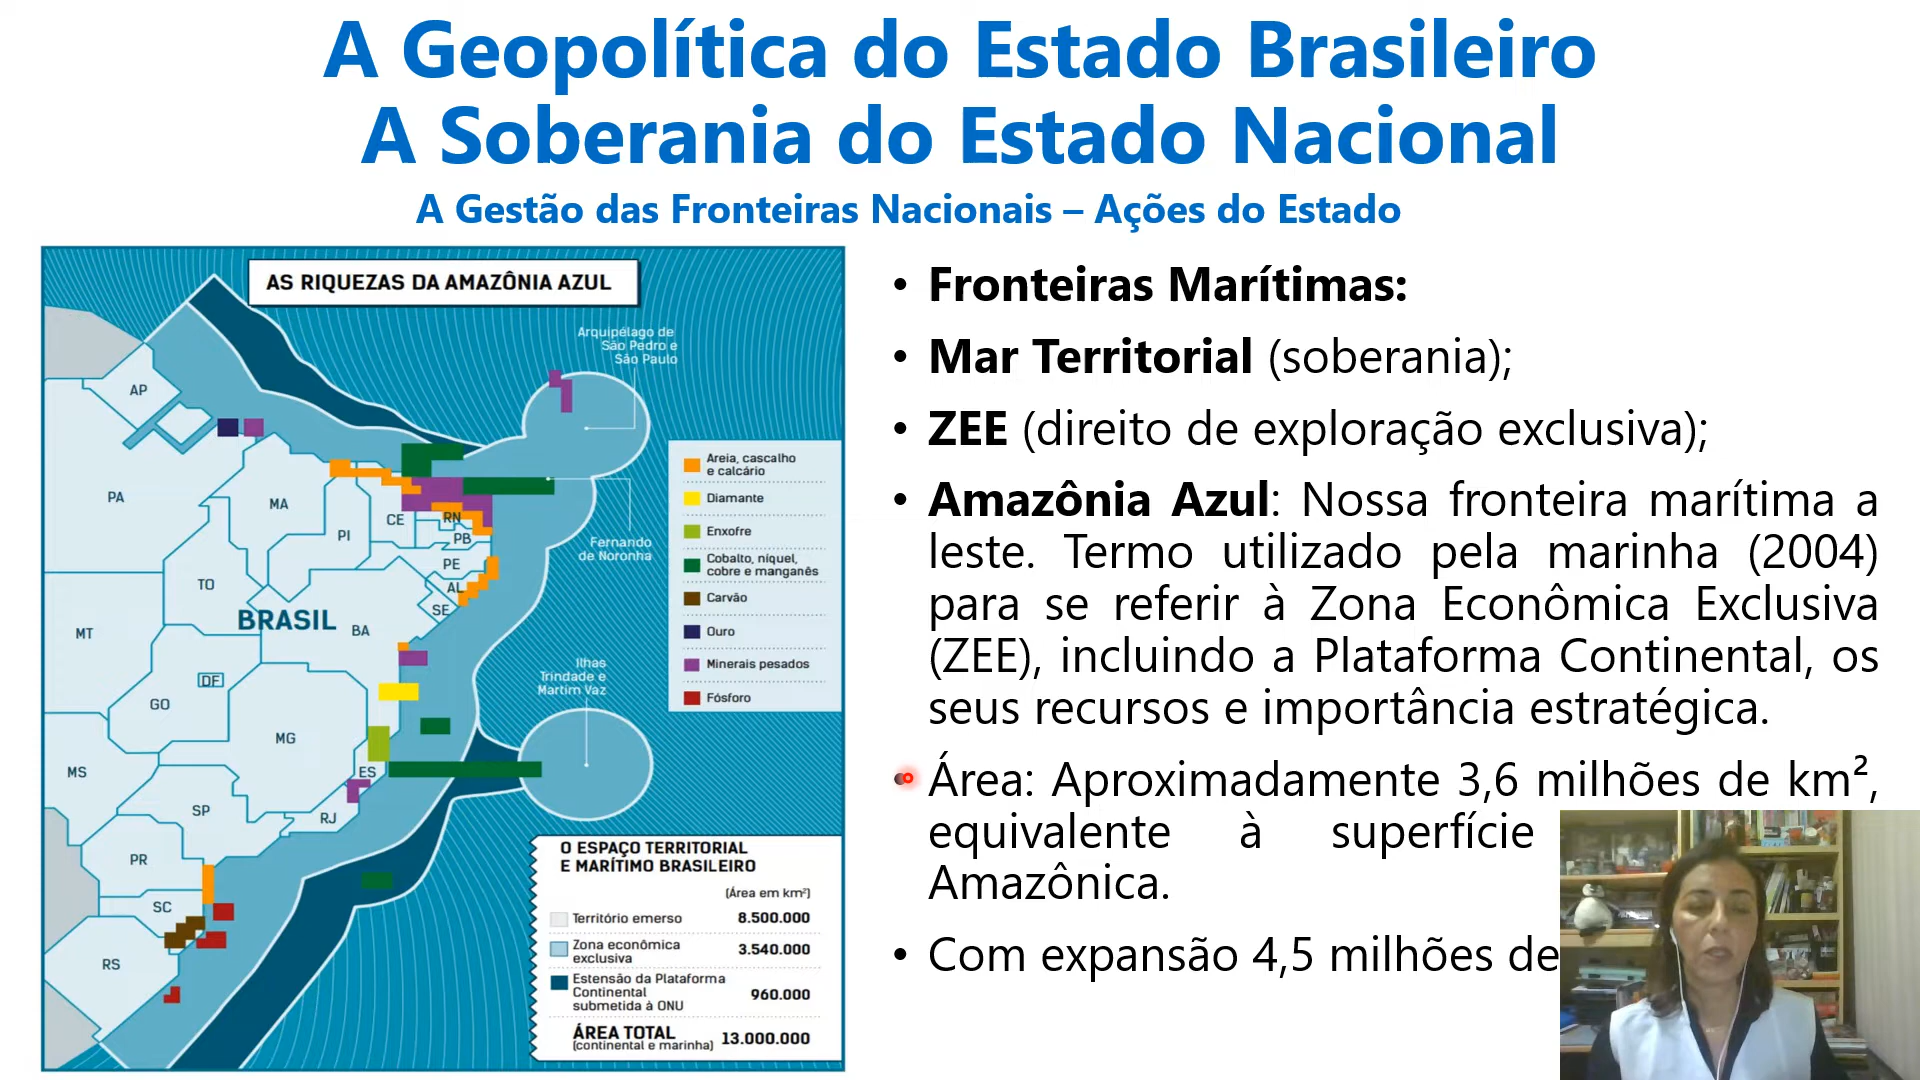 A Geopolítica do Estado Brasileiro
A Soberania do Estado Nacional
A Gestão das Fronteiras Nacionais – Ações do Estado
AS RIQUEZAS DA AMAZÔNIA AZUL
Arquipélago de
São Pedro e
São Paulo
AP
PA
MA
CE
RN
PI
PB
PE
TO
AL
SE
BRASIL
BA
MT
DF
GO
MG
MS
ES
SP
RJ
PR
SC
RS
Fernando
de Noronha
Ilhas
Trindade e
Martim Vaz
Areia, cascalho
e calcário
Diamante
Enxofre
Cobalto, níquel,
cobre e manganês
Carvão
Ouro
Minerais pesados
Fósforo
O ESPAÇO TERRITORIAL
E MARÍTIMO BRASILEIRO
(Área em km²)
Território emerso 8.500.000
Zona econômica
exclusiva 3.540.000
Estensão da Plataforma
Continental
submetida à ONU 960.000
ÁREA TOTAL
(continental e marinha) 13.000.000
• Fronteiras Marítimas:
• Mar Territorial (soberania);
• ZEE (direito de exploração exclusiva);
• Amazônia Azul: Nossa fronteira marítima a
leste. Termo utilizado pela marinha (2004)
para se referir à Zona Econômica Exclusiva
(ZEE), incluindo a Plataforma Continental, os
seus recursos e importância estratégica.
• Área: Aproximadamente 3,6 milhões de km²,
equivalente à superfície
Amazônica.
• Com expansão 4,5 milhões de